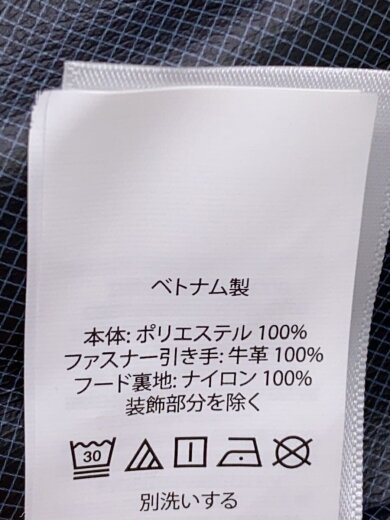 ベトナム製
本体: ポリエステル 100%
ファスナー引き手: 牛革 100%
フード裏地: ナイロン 100%
装飾部分を除く
30
別洗いする